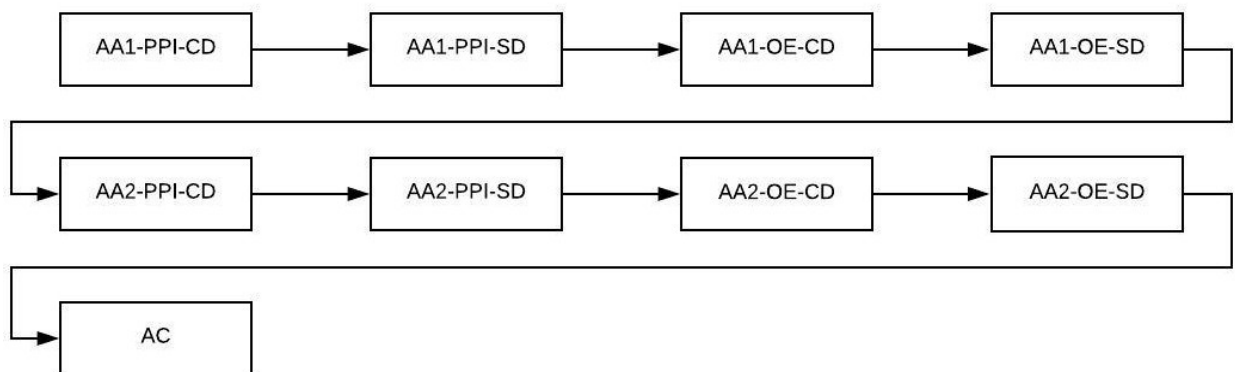 AA1-PPI-CD
AA1-PPI-SD
AA1-OE-CD
AA1-OE-SD
AA2-PPI-CD
AA2-PPI-SD
AA2-OE-CD
AA2-OE-SD
AC